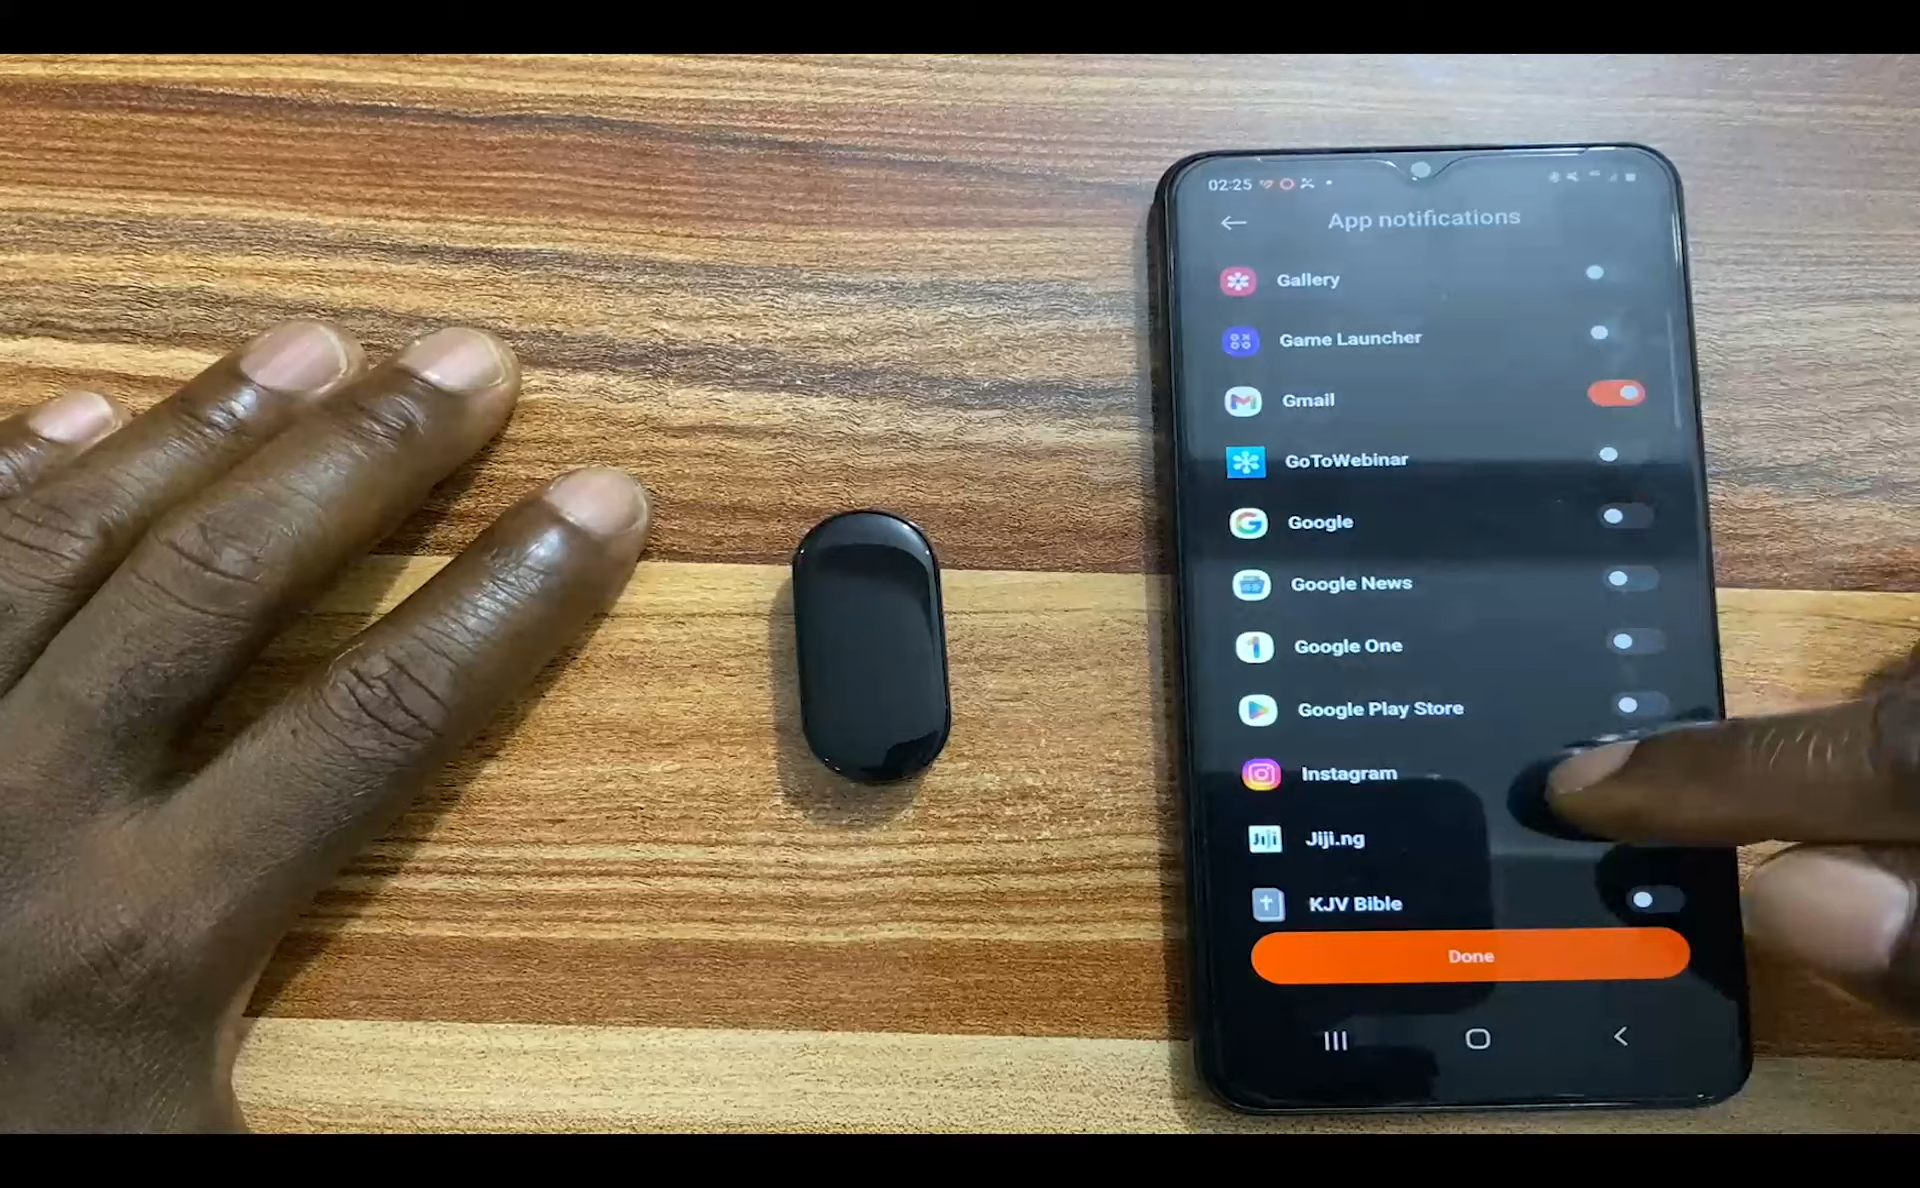 02:25
App notifications
Gallery
Game Launcher
Gmail
GoToWebinar
Google
Google News
Google One
Google Play Store
Instagram
Jiji Jiji.ng
KJV Bible
Done